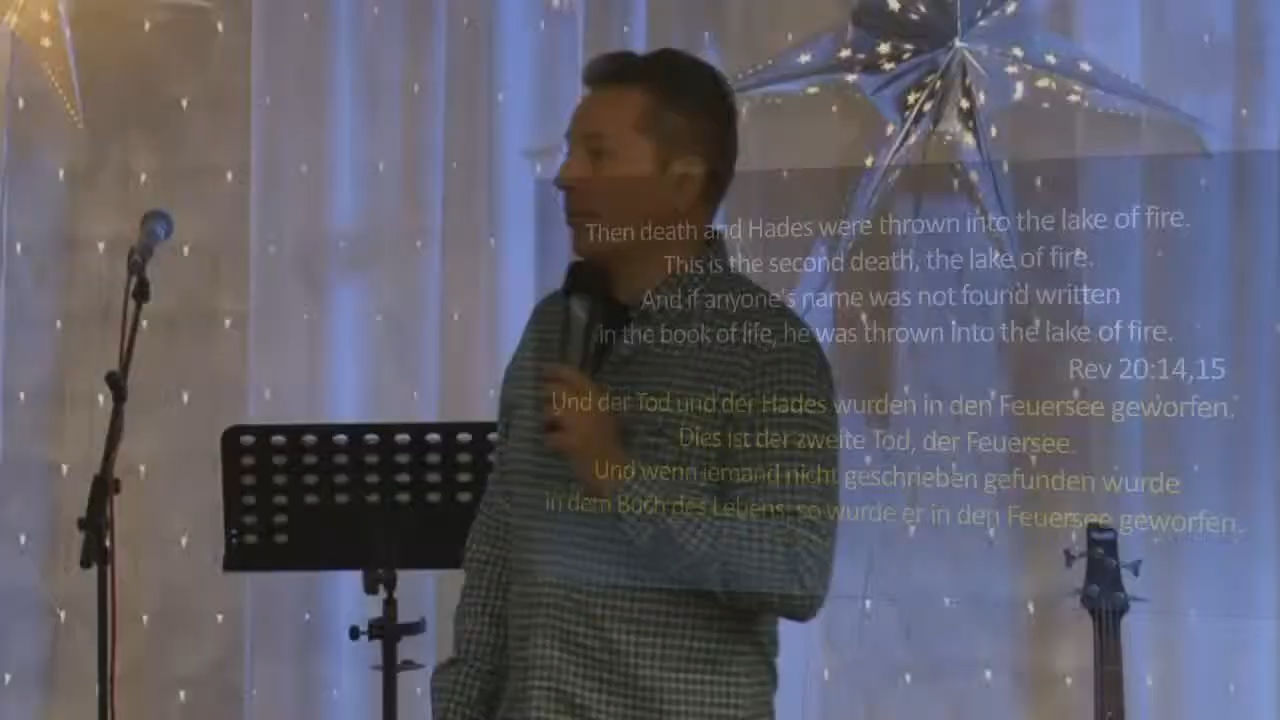 Then death and Hades were thrown into the lake of fire.
This is the second death, the lake of fire.
And if anyone's name was not found written
in the book of life, he was thrown into the lake of fire.
Rev 20:14,15
Und der Tod und der Hades wurden in den Feuersee geworfen.
Dies ist der zweite Tod, der Feuersee.
Und wenn jemand nicht geschrieben gefunden wurde
in dem Buch des Lebens, so wurde er in den Feuersee geworfen.